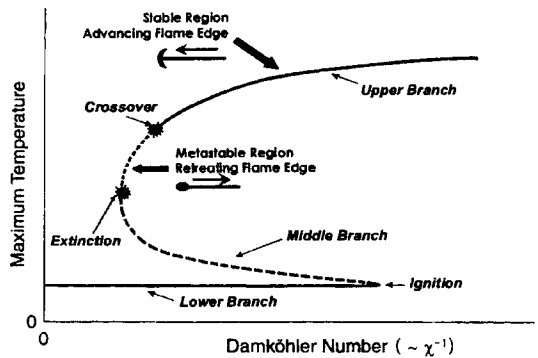 Stable Region
Advancing Flame Edge
Upper Branch
Crossover
Metastable Region
Retreating Flame Edge
Extinction
Middle Branch
Ignition
Lower Branch
Maximum Temperature
0
0
Damköhler Number ( ~ χ⁻¹)